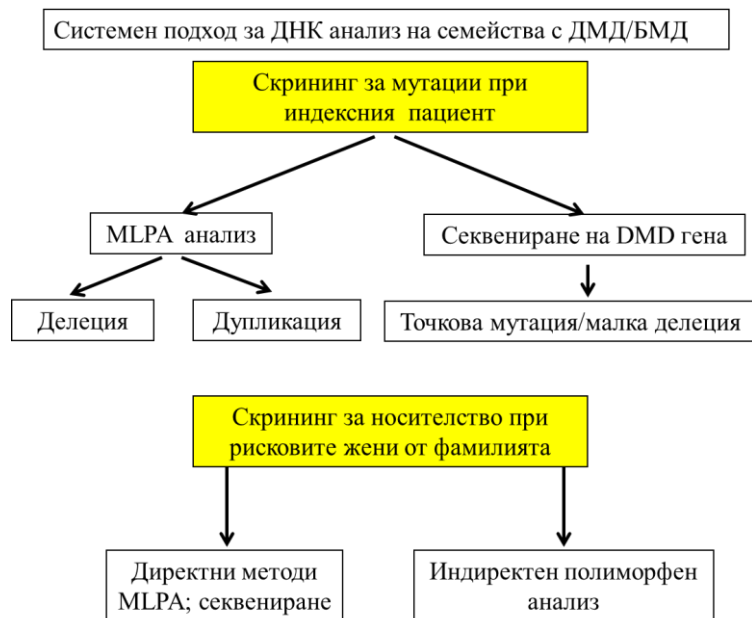 Системен подход за ДНК анализ на семейства с ДМД/БМД
Скрининг за мутации при
индексния пациент
MLPA анализ
Секвениране на DMD гена
Делеция
Дупликация
Точкова мутация/малка делеция
Скрининг за носителство при
рисковите жени от фамилията
Директни методи
MLPA; секвениране
Индиректен полиморфен
анализ